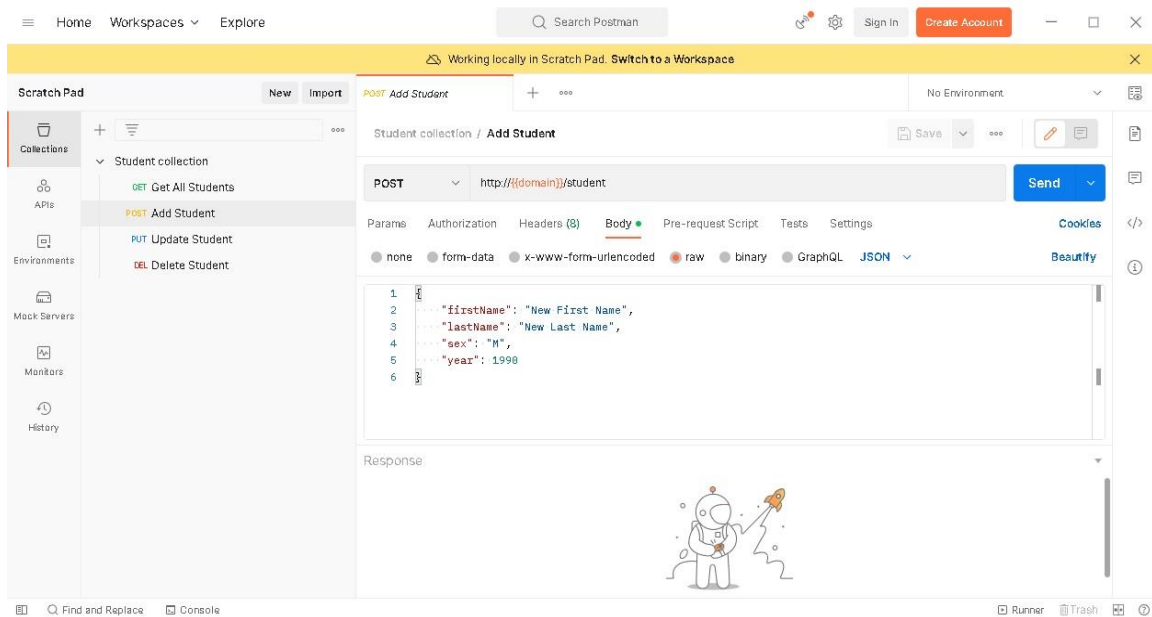 Home Workspaces Explore Search Postman Sign In Create Account
Working locally in Scratch Pad. Switch to a Workspace
Scratch Pad New Import POST Add Student No Environment
Collections
APIs
Environments
Mock Servers
Monitors
History
Student collection
GET Get All Students
POST Add Student
PUT Update Student
DEL Delete Student
Student collection / Add Student Save
POST http://{{domain}}/student Send
Params Authorization Headers (8) Body Pre-request Script Tests Settings Cookies
none form-data x-www-form-urlencoded raw binary GraphQL JSON Beautify
1 {
2 "firstName": "New First Name",
3 "lastName": "New Last Name",
4 "sex": "M",
5 "year": 1990
6 }
Response
Find and Replace Console Runner Trash